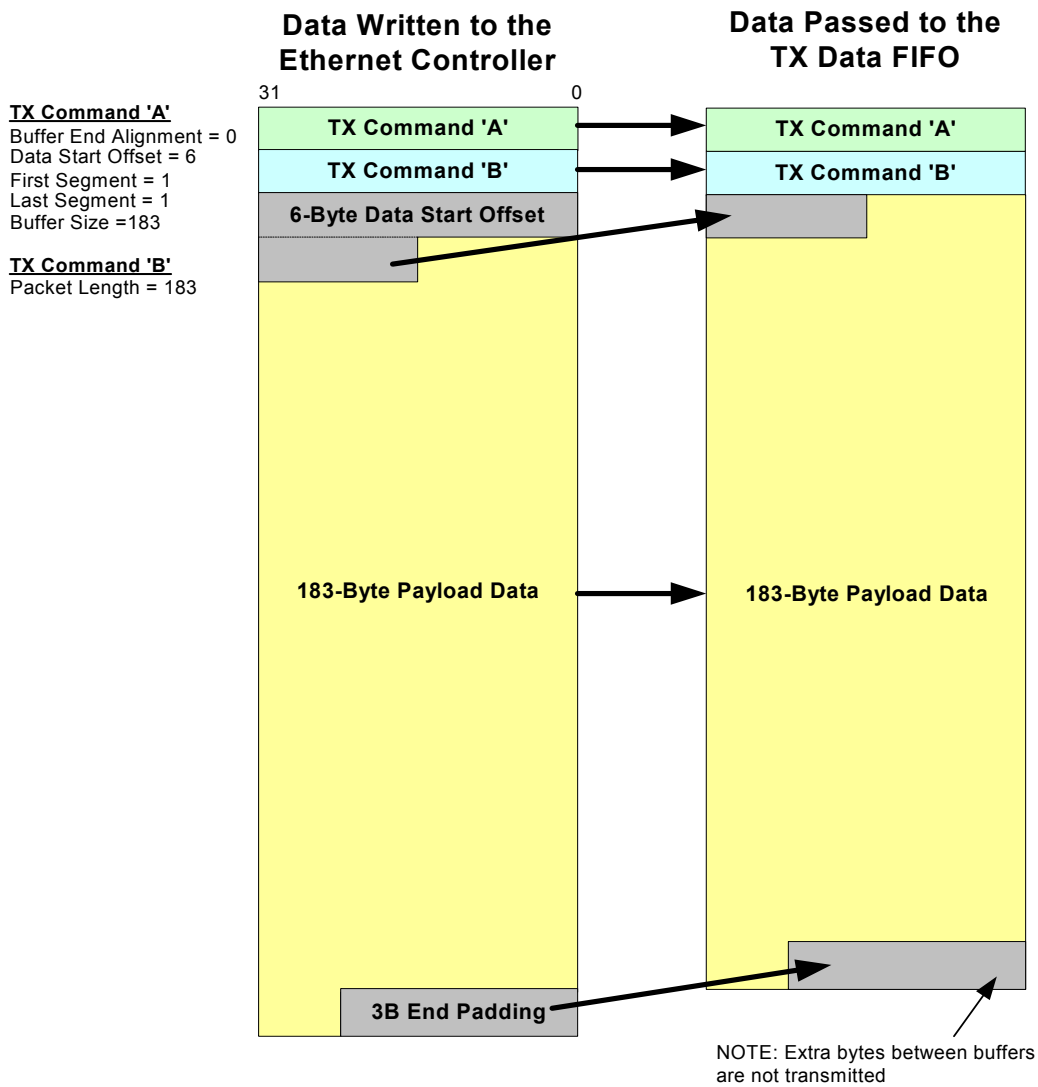 Data Written to the
Ethernet Controller
Data Passed to the
TX Data FIFO
31
0
TX Command 'A'
Buffer End Alignment = 0
Data Start Offset = 6
First Segment = 1
Last Segment = 1
Buffer Size =183
TX Command 'B'
Packet Length = 183
TX Command 'A'
TX Command 'B'
6-Byte Data Start Offset
183-Byte Payload Data
3B End Padding
TX Command 'A'
TX Command 'B'
183-Byte Payload Data
NOTE: Extra bytes between buffers
are not transmitted